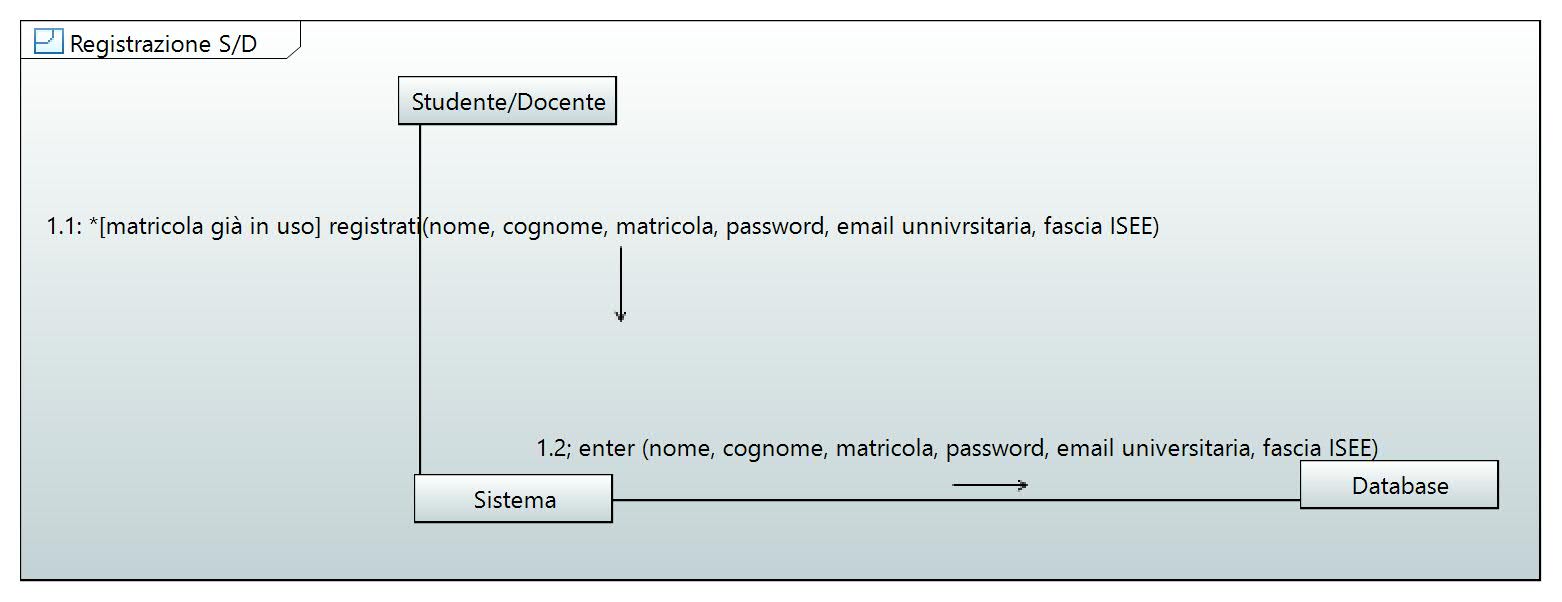 Registrazione S/D
Studente/Docente
1.1: *[matricola già in uso] registrati(nome, cognome, matricola, password, email unnivrsitaria, fascia ISEE)
1.2; enter (nome, cognome, matricola, password, email universitaria, fascia ISEE)
Sistema
Database